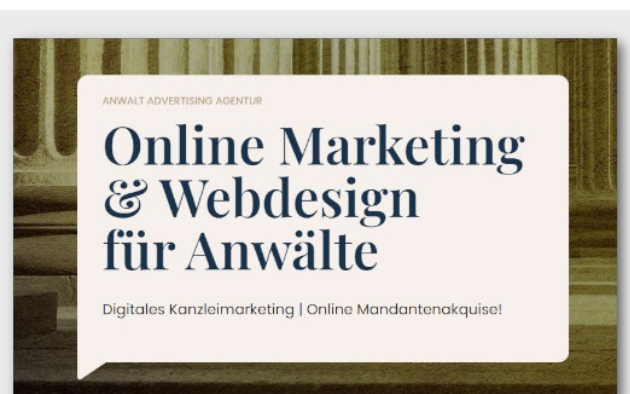 ANWALT ADVERTISING AGENTUR
Online Marketing
& Webdesign
für Anwälte
Digitales Kanzleimarketing | Online Mandantenakquise!